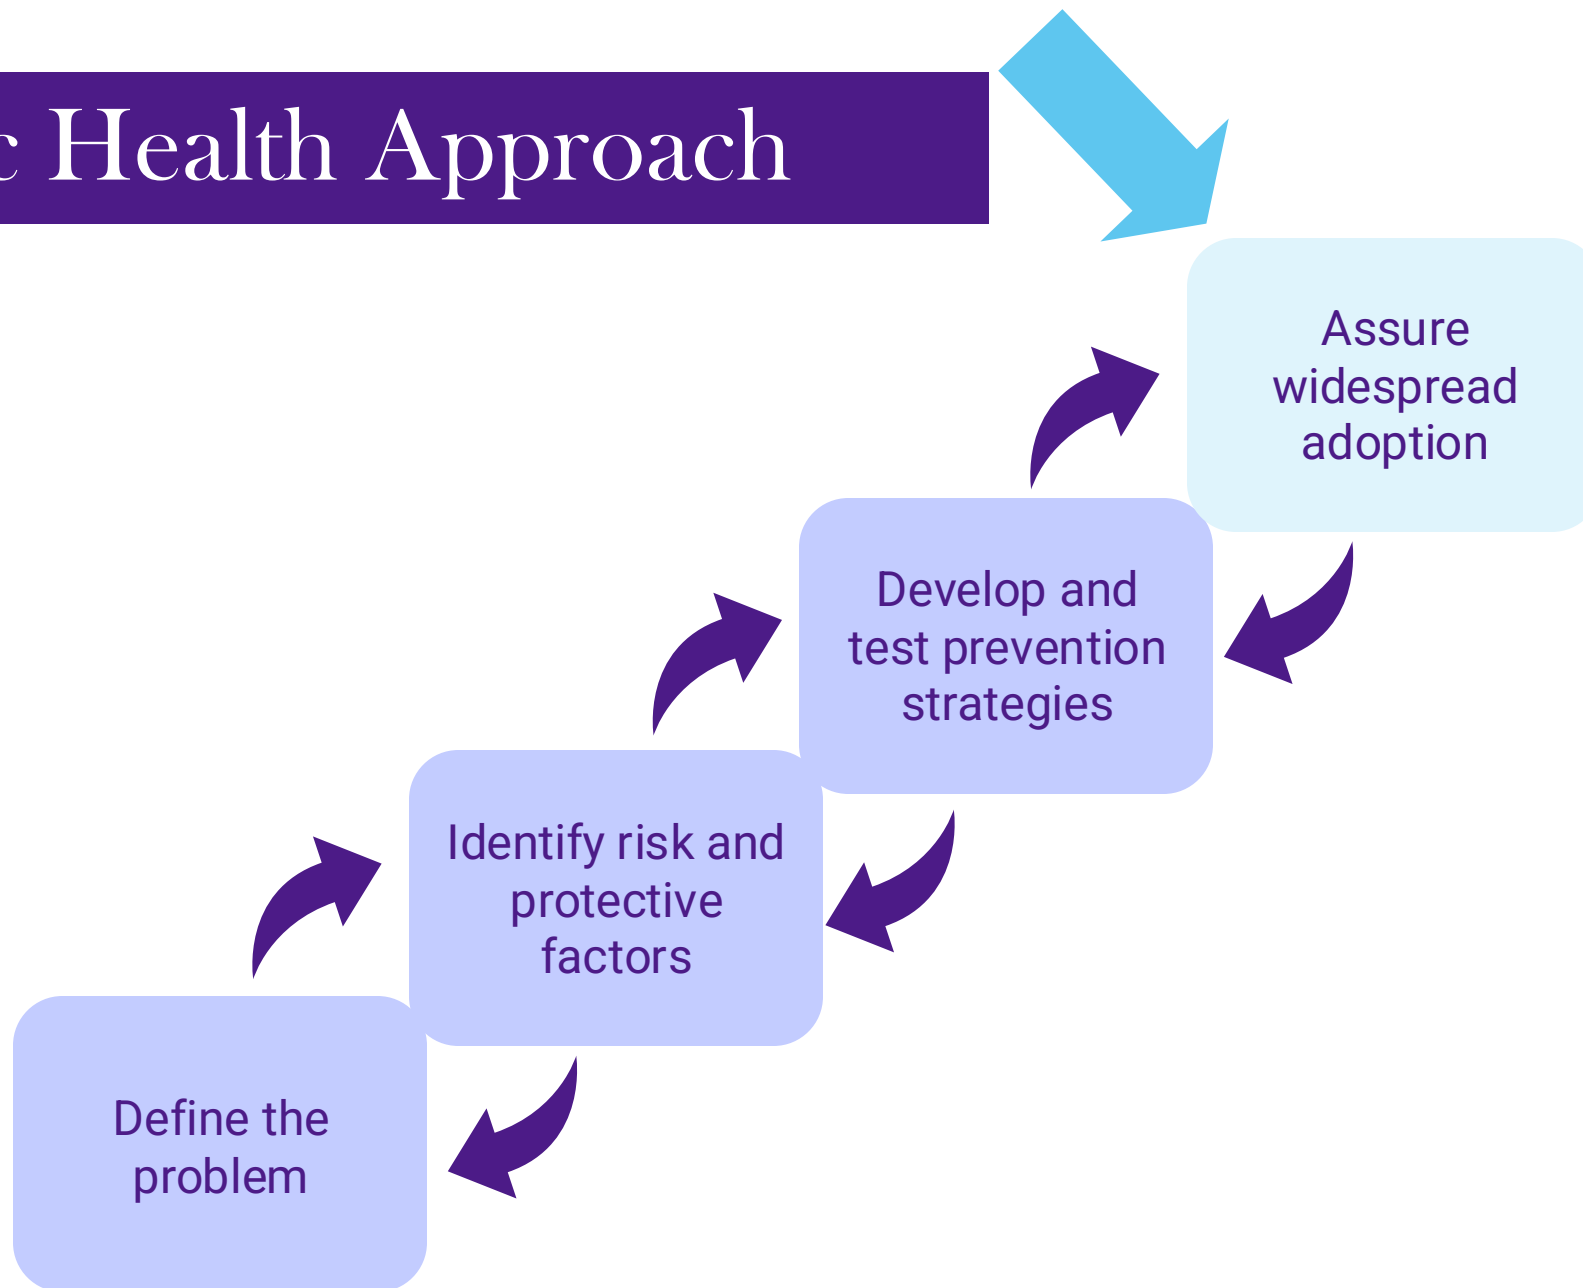 c Health Approach
Assure
widespread
adoption
Develop and
test prevention
strategies
Identify risk and
protective
factors
Define the
problem